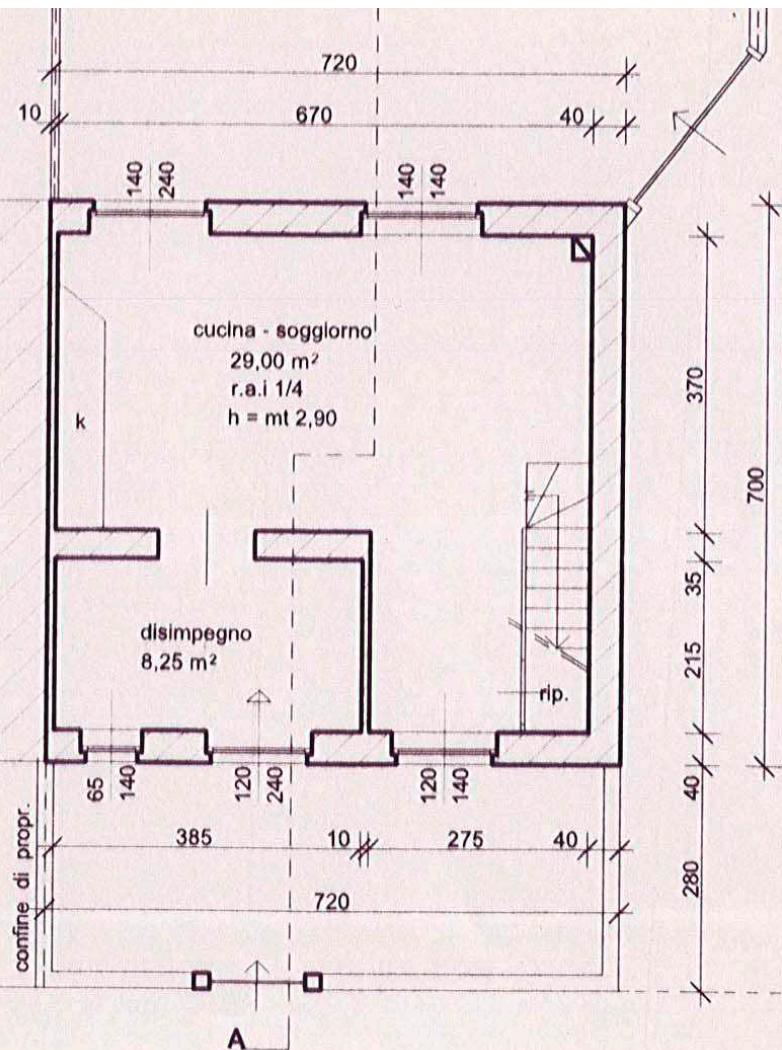 720
10
670
40
140
240
140
140
cucina - soggiorno
29,00 m²
r.a.i 1/4
h = mt 2,90
k
370
700
35
disimpegno
8,25 m²
215
rip.
65
140
120
240
120
140
40
385
10
275
40
280
confine di propr.
720
A